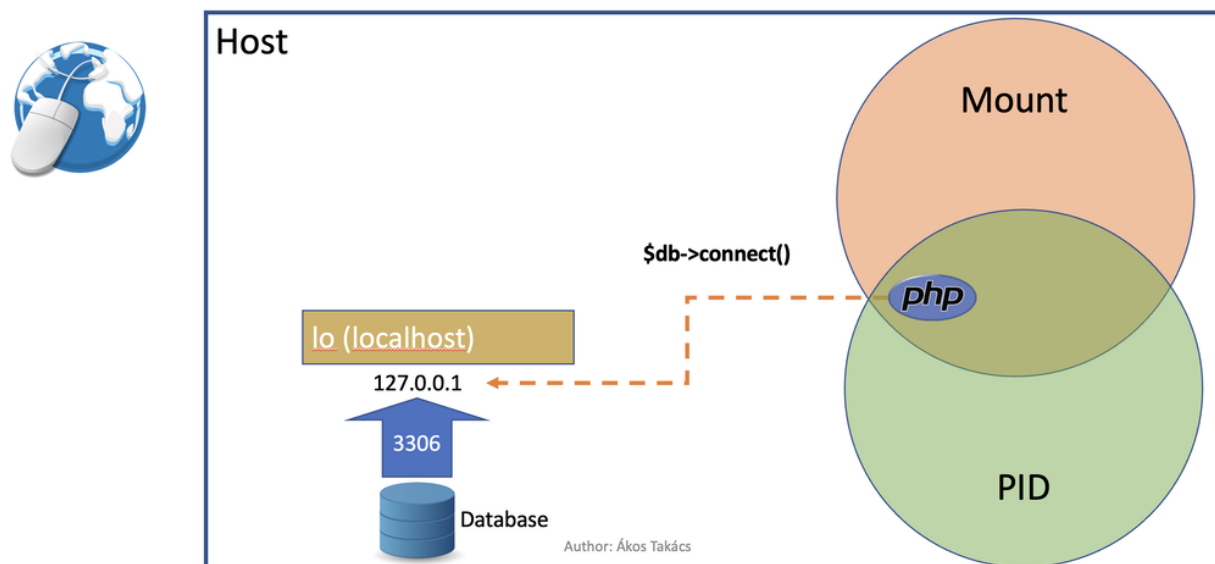 Host
Mount
$db->connect()
php
lo (localhost)
127.0.0.1
3306
PID
Database
Author: Ákos Takács